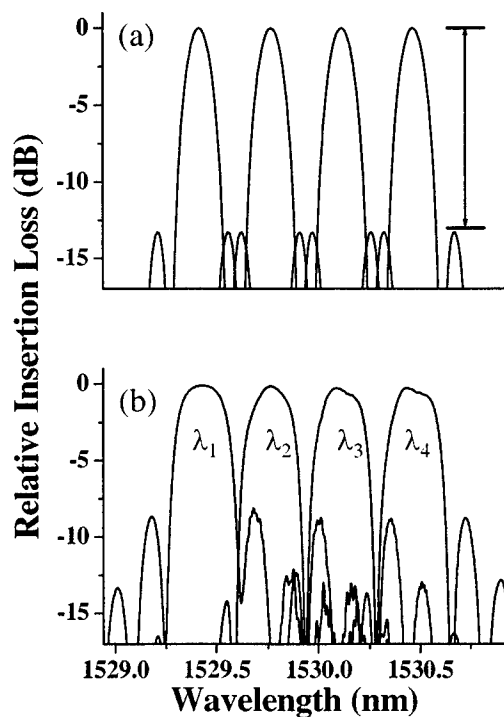 Relative Insertion Loss (dB)
(a)
0
-5
-10
-15
(b)
0
-5
-10
-15
λ1 λ2 λ3 λ4
1529.0 1529.5 1530.0 1530.5
Wavelength (nm)